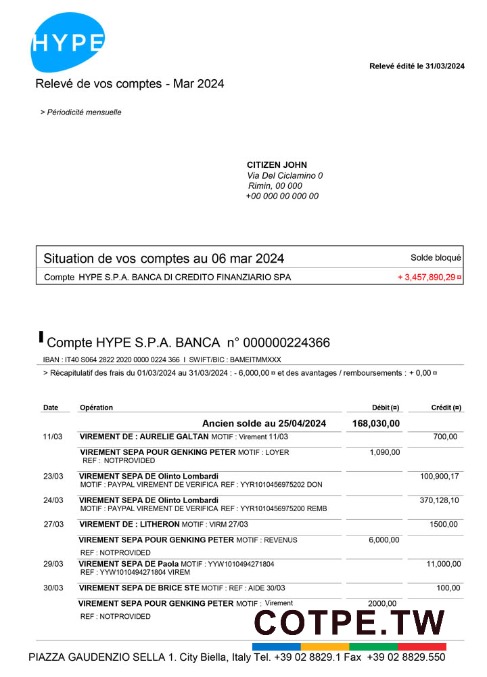 HYPE
Relevé édité le 31/03/2024
Relevé de vos comptes - Mar 2024
> Périodicité mensuelle
CITIZEN JOHN
Via Del Ciclamino 0
Rimin, 00 000
+00 000 00 000 00
Situation de vos comptes au 06 mar 2024 Solde bloqué
Compte HYPE S.P.A. BANCA DI CREDITO FINANZIARIO SPA + 3,457,890,29 ¤
Compte HYPE S.P.A. BANCA n° 000000224366
IBAN : IT40 S064 2822 2020 0000 0224 366 I SWIFT/BIC : BAMEITMMXXX
> Récapitulatif des frais du 01/03/2024 au 31/03/2024 : - 6,000,00 ¤ et des avantages / remboursements : + 0,00 ¤
Date Opération Débit (¤) Crédit (¤)
Ancien solde au 25/04/2024 168,030,00
11/03 VIREMENT DE : AURELIE GALTAN MOTIF : Virement 11/03 700,00
VIREMENT SEPA POUR GENKING PETER MOTIF : LOYER 1,090,00
REF : NOTPROVIDED
23/03 VIREMENT SEPA DE Olinto Lombardi 100,900,17
MOTIF : PAYPAL VIREMENT DE VERIFICA REF : YYR1010456975202 DON
24/03 VIREMENT SEPA DE Olinto Lombardi 370,128,10
MOTIF : PAYPAL VIREMENT DE VERIFICA REF : YYR1010456975200 REMB
27/03 VIREMENT DE : LITHERON MOTIF : VIRM 27/03 1500,00
VIREMENT SEPA POUR GENKING PETER MOTIF : REVENUS 6,000,00
REF : NOTPROVIDED
29/03 VIREMENT SEPA DE Paola MOTIF : YYW1010494271804 11,000,00
REF : YYW1010494271804 VIREM
30/03 VIREMENT SEPA DE BRICE STE MOTIF : REF : AIDE 30/03 100,00
VIREMENT SEPA POUR GENKING PETER MOTIF : Virement 2000,00
REF : NOTPROVIDED
COTPE.TW
PIAZZA GAUDENZIO SELLA 1. City Biella, Italy Tel. +39 02 8829.1 Fax +39 02 8829.550